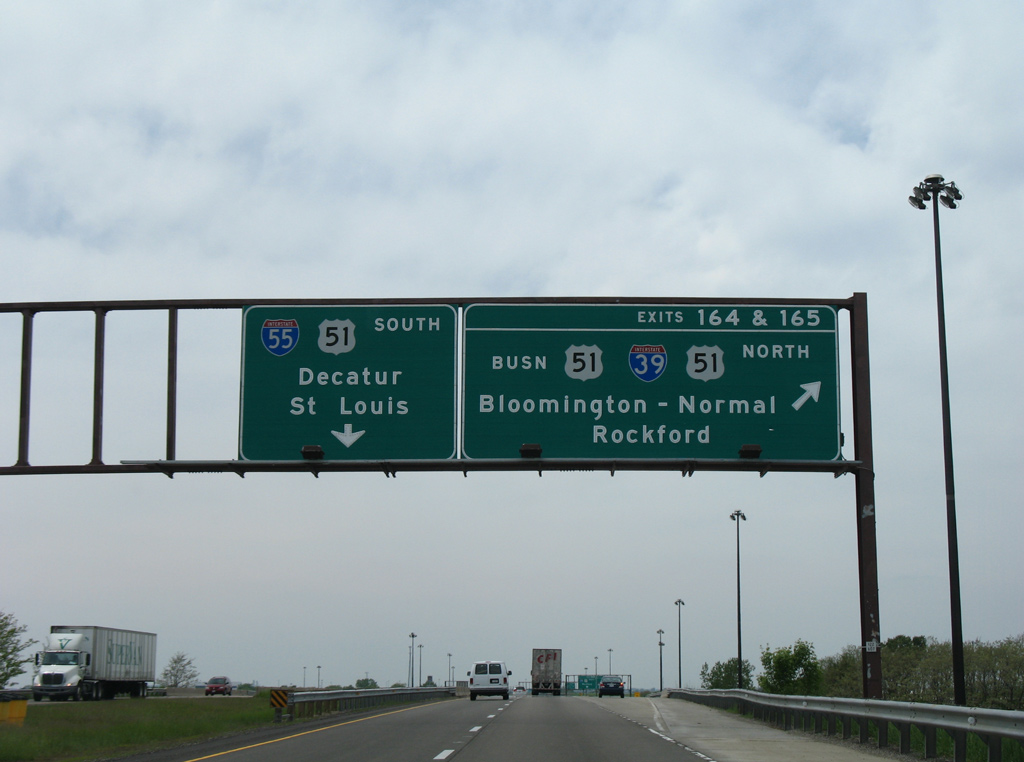 INTERSTATE
55
51
SOUTH
Decatur
St Louis
EXITS 164 & 165
BUSN
51
INTERSTATE
39
51
NORTH
Bloomington - Normal
Rockford